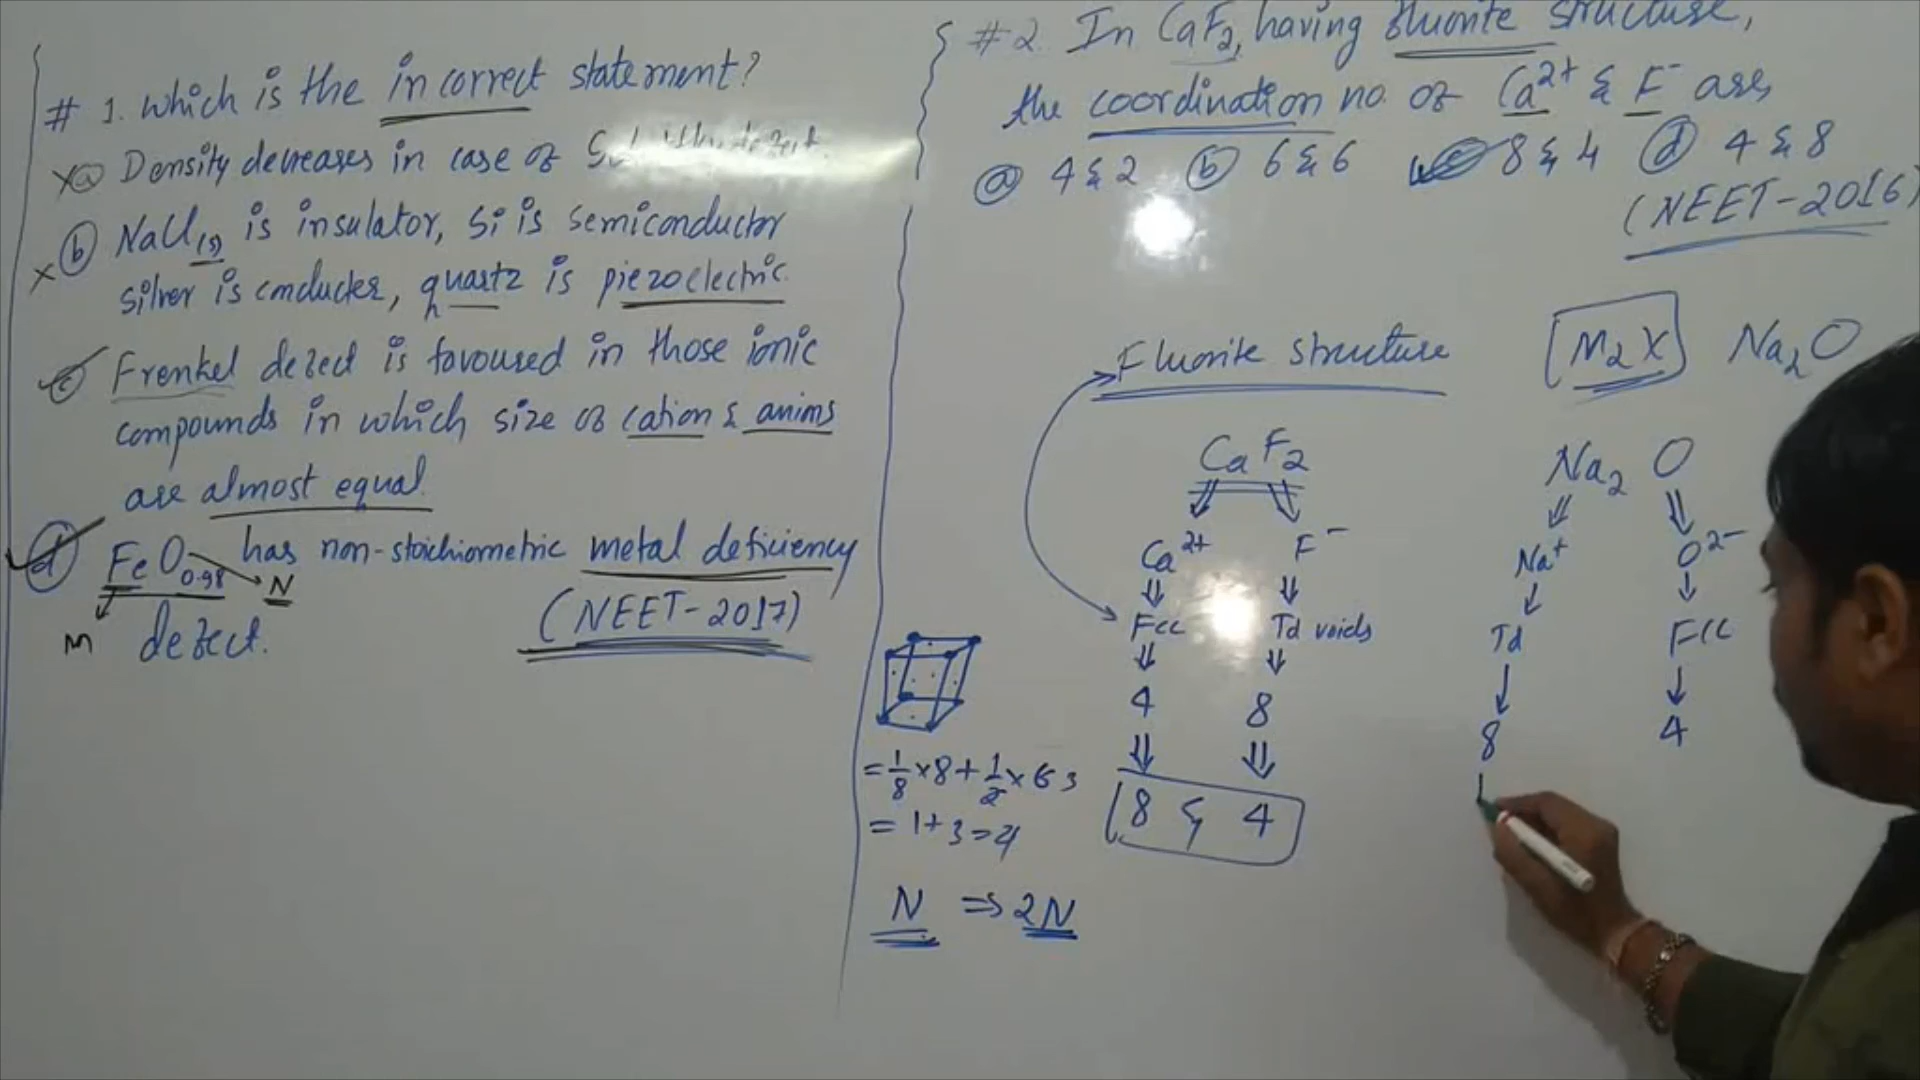 # 1. Which is the incorrect statement?
(a) Density decreases in case of
(b) NaCl(s) is insulator, Si is semiconductor
silver is conductor, quartz is piezoelectric.
(c) Frenkel defect is favoured in those ionic
compounds in which size of cation & anions
are almost equal.
(d) FeO0.98 has non-stoichiometric metal deficiency
N
M defect.
(NEET-2017)
# 2. In CaF2, having fluorite structure,
the coordination no. of Ca2+ & F- are
(a) 4 & 2 (b) 6 & 6 (c) 8 & 4 (d) 4 & 8
(NEET-2016)
Fluorite structure
CaF2
Ca2+ F-
Fcc Td voids
4 8
8 & 4
= 1/8 × 8 + 1/2 × 6 3
= 1 + 3 = 4
N ⇒ 2N
M2X Na2O
Na2 O
Na+ O2-
Td Fcc
8 4